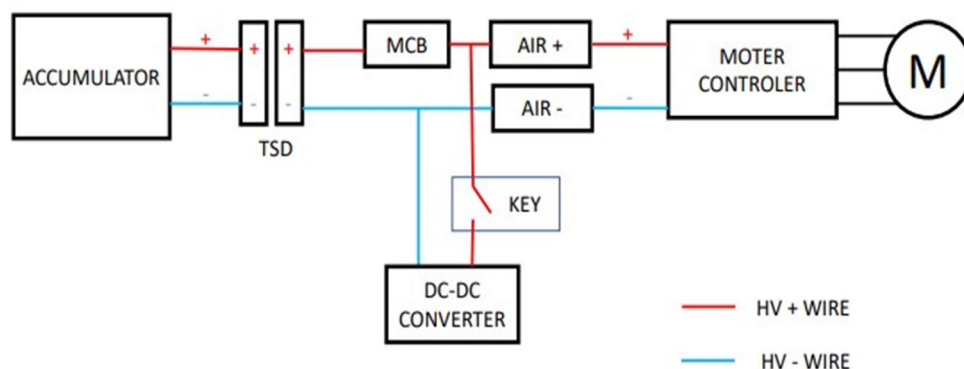 ACCUMULATOR
+
-
+
-
+
-
TSD
MCB
AIR +
AIR -
+
-
MOTER
CONTROLER
M
KEY
DC-DC
CONVERTER
HV + WIRE
HV - WIRE